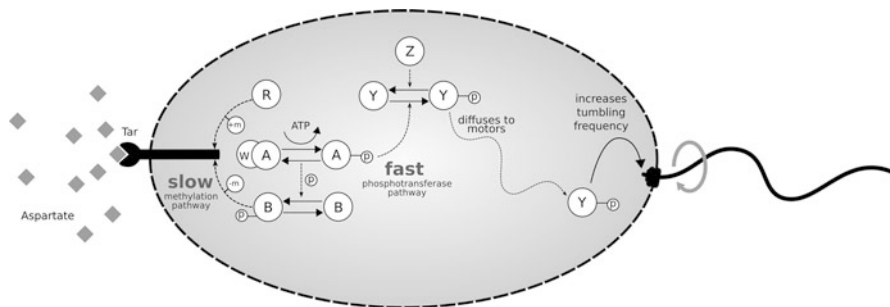 Z
R
Y
Y
p
diffuses to
motors
increases
tumbling
frequency
+m
ATP
Tar
W
A
A
p
slow
methylation
pathway
-m
p
fast
phosphotransferase
pathway
Aspartate
B
p
B
Y
p